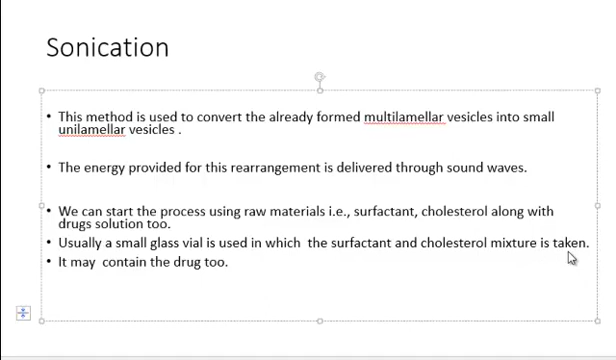 Sonication
• This method is used to convert the already formed multilamellar vesicles into small
unilamellar vesicles .
• The energy provided for this rearrangement is delivered through sound waves.
• We can start the process using raw materials i.e., surfactant, cholesterol along with
drugs solution too.
• Usually a small glass vial is used in which the surfactant and cholesterol mixture is taken.
• It may contain the drug too.